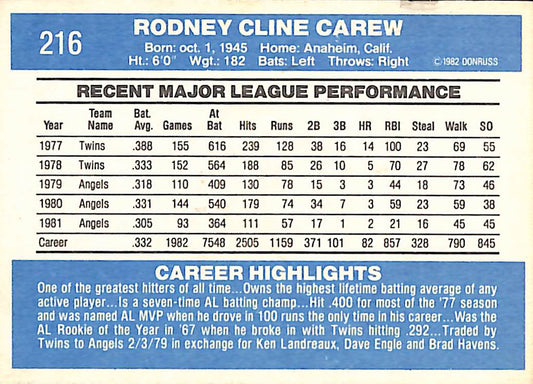 216
RODNEY CLINE CAREW
Born: oct. 1, 1945 Home: Anaheim, Calif.
Ht.: 6'0" Wgt.: 182 Bats: Left Throws: Right
© 1982 DONRUSS
RECENT MAJOR LEAGUE PERFORMANCE
Year Team Name Bat. Avg. Games At Bat Hits Runs 2B 3B HR RBI Steal Walk SO
1977 Twins .388 155 616 239 128 38 16 14 100 23 69 55
1978 Twins .333 152 564 188 85 26 10 5 70 27 78 62
1979 Angels .318 110 409 130 78 15 3 3 44 18 73 46
1980 Angels .331 144 540 179 74 34 7 3 59 23 59 38
1981 Angels .305 93 364 111 57 17 1 2 21 16 45 45
Career .332 1982 7548 2505 1159 371 101 82 857 328 790 845
CAREER HIGHLIGHTS
One of the greatest hitters of all time...Owns the highest lifetime batting average of any
active player...Is a seven-time AL batting champ...Hit .400 for most of the '77 season
and was named AL MVP when he drove in 100 runs the only time in his career...Was the
AL Rookie of the Year in '67 when he broke in with Twins hitting .292...Traded by
Twins to Angels 2/3/79 in exchange for Ken Landreaux, Dave Engle and Brad Havens.